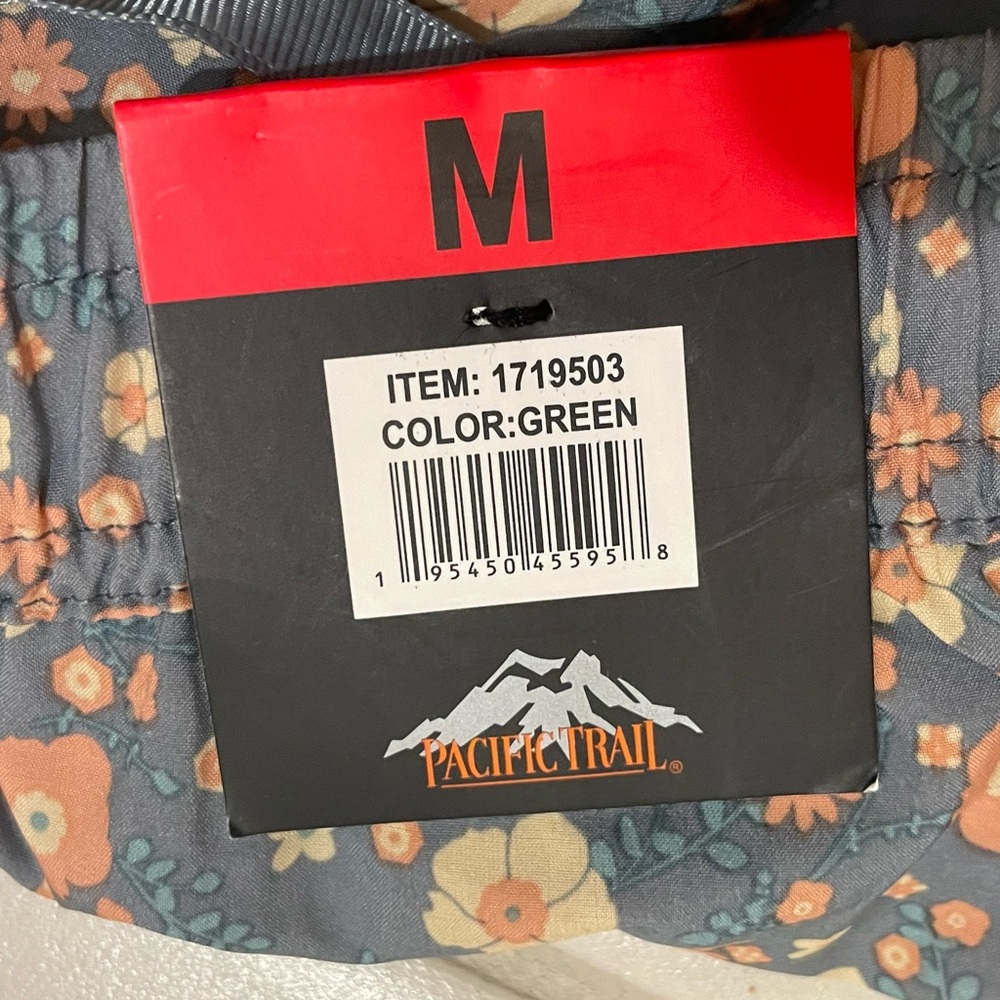 M
ITEM: 1719503
COLOR:GREEN
1 95450 45595 8
PACIFIC TRAIL®